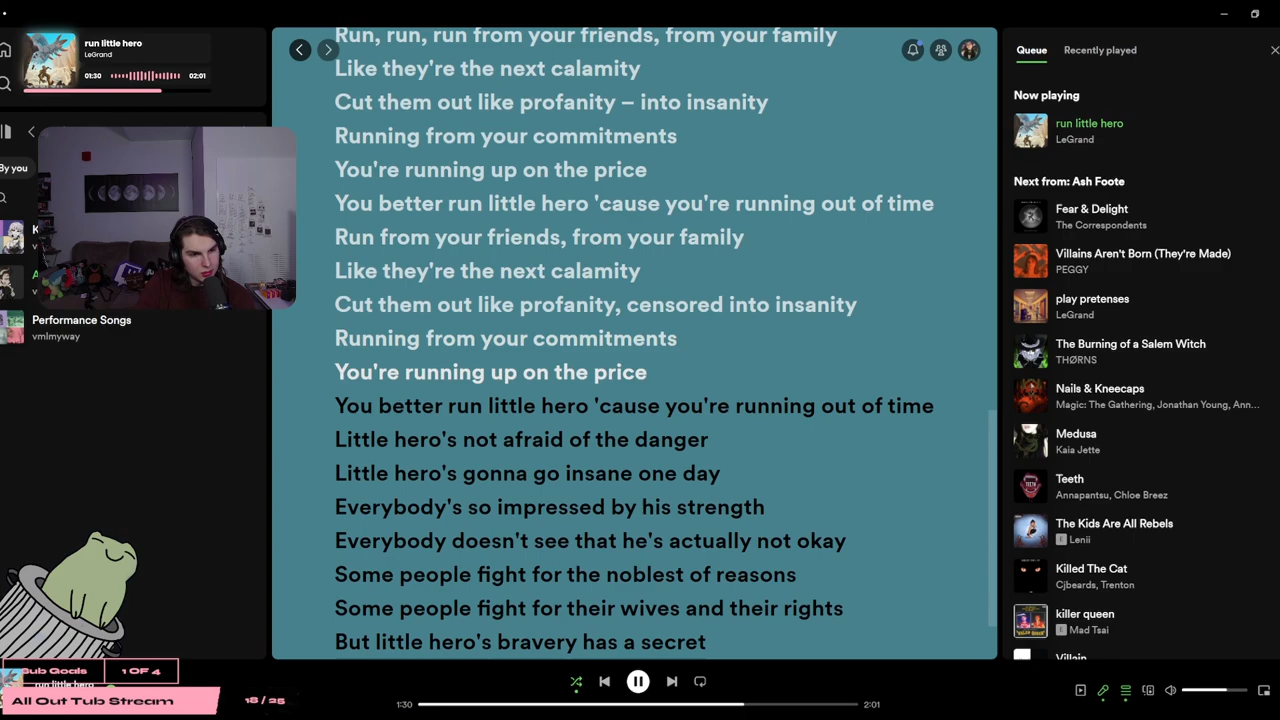 run little hero
LeGrand
01:30
02:01
By you
Performance Songs
vmlmyway
Run, run, run from your friends, from your family
Like they're the next calamity
Cut them out like profanity – into insanity
Running from your commitments
You're running up on the price
You better run little hero 'cause you're running out of time
Run from your friends, from your family
Like they're the next calamity
Cut them out like profanity, censored into insanity
Running from your commitments
You're running up on the price
You better run little hero 'cause you're running out of time
Little hero's not afraid of the danger
Little hero's gonna go insane one day
Everybody's so impressed by his strength
Everybody doesn't see that he's actually not okay
Some people fight for the noblest of reasons
Some people fight for their wives and their rights
But little hero's bravery has a secret
Queue
Recently played
Now playing
run little hero
LeGrand
Next from: Ash Foote
Fear & Delight
The Correspondents
Villains Aren't Born (They're Made)
PEGGY
play pretenses
LeGrand
The Burning of a Salem Witch
THØRNS
Nails & Kneecaps
Magic: The Gathering, Jonathan Young, Ann...
Medusa
Kaia Jette
Teeth
Annapantsu, Chloe Breez
The Kids Are All Rebels
E Lenii
Killed The Cat
Cjbeards, Trenton
killer queen
E Mad Tsai
Villain
Sub Goals
1 OF 4
run little hero
All Out Tub Stream
18 / 25
1:30
2:01